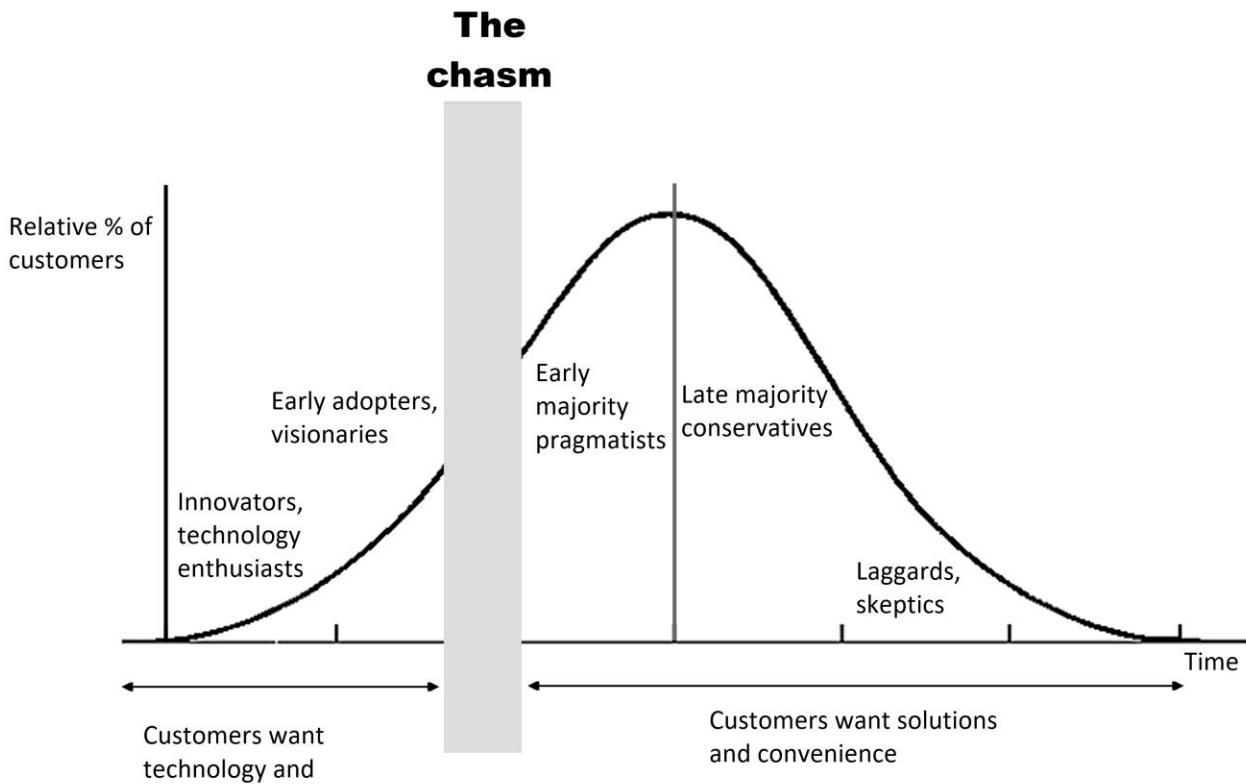 The
chasm
Relative % of
customers
Early adopters,
visionaries
Innovators,
technology
enthusiasts
Early
majority
pragmatists
Late majority
conservatives
Laggards,
skeptics
Time
Customers want
technology and
Customers want solutions
and convenience